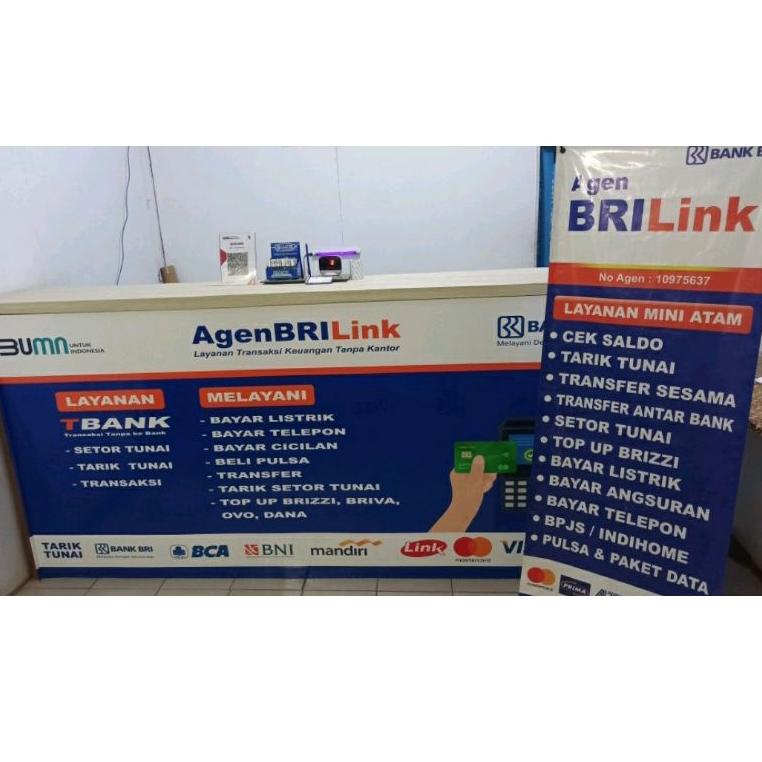 BUMN UNTUK
INDONESIA
AgenBRILink
Layanan Transaksi Keuangan Tanpa Kantor
BA
Melayani De
LAYANAN
TBANK
Transaksi Tanpa ke Bank
- SETOR TUNAI
- TARIK TUNAI
- TRANSAKSI
MELAYANI
- BAYAR LISTRIK
- BAYAR TELEPON
- BAYAR CICILAN
- BELI PULSA
- TRANSFER
- TARIK SETOR TUNAI
- TOP UP BRIZZI, BRIVA,
OVO, DANA
TARIK
TUNAI
BANK BRI
BCA
BNI
mandiri
Link
mastercard
VI
BANK B
Agen
BRILink
No Agen : 10975637
LAYANAN MINI ATAM
• CEK SALDO
• TARIK TUNAI
• TRANSFER SESAMA
• TRANSFER ANTAR BANK
• SETOR TUNAI
• TOP UP BRIZZI
• BAYAR LISTRIK
• BAYAR ANGSURAN
• BAYAR TELEPON
• BPJS / INDIHOME
• PULSA & PAKET DATA
PRIMA